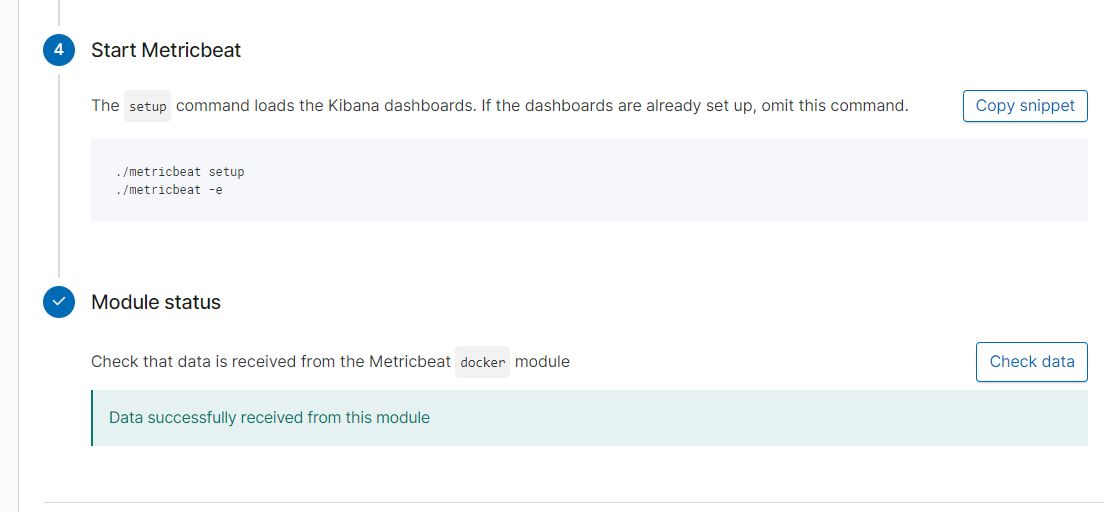 4
Start Metricbeat
The setup command loads the Kibana dashboards. If the dashboards are already set up, omit this command.
Copy snippet
./metricbeat setup
./metricbeat -e
Module status
Check that data is received from the Metricbeat docker module
Check data
Data successfully received from this module